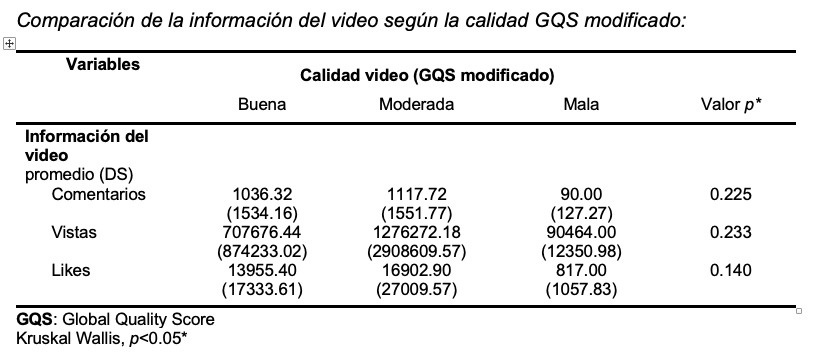 Comparación de la información del video según la calidad GQS modificado:
Variables
Calidad video (GQS modificado)
Buena Moderada Mala Valor p*
Información del
video
promedio (DS)
Comentarios 1036.32 1117.72 90.00 0.225
(1534.16) (1551.77) (127.27)
Vistas 707676.44 1276272.18 90464.00 0.233
(874233.02) (2908609.57) (12350.98)
Likes 13955.40 16902.90 817.00 0.140
(17333.61) (27009.57) (1057.83)
GQS: Global Quality Score
Kruskal Wallis, p<0.05*